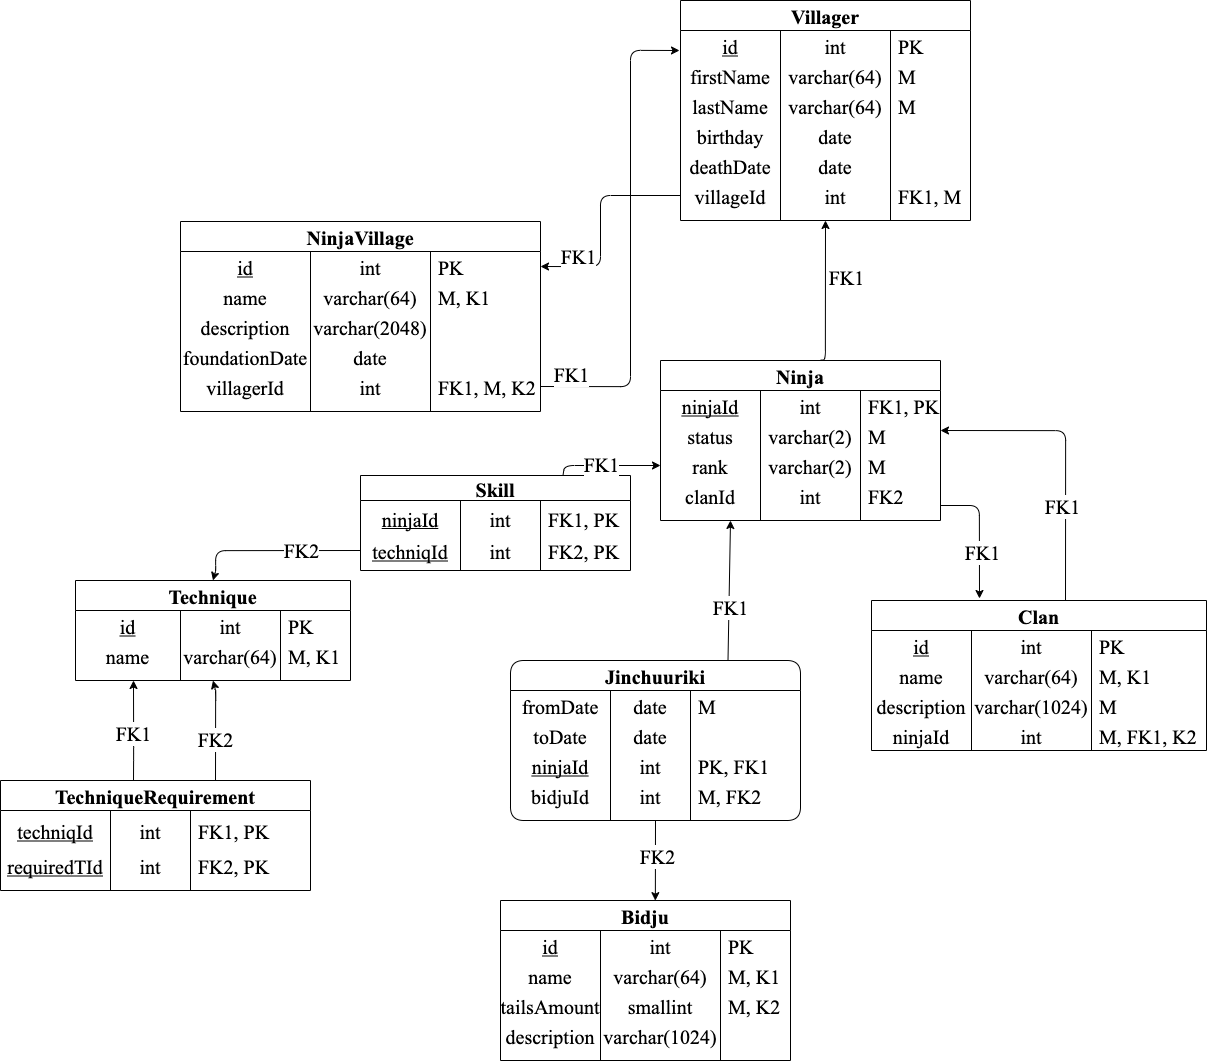 Villager
id int PK
firstName varchar(64) M
lastName varchar(64) M
birthday date
deathDate date
villageId int FK1, M
NinjaVillage
id int PK
name varchar(64) M, K1
description varchar(2048)
foundationDate date
villagerId int FK1, M, K2
FK1
FK1
FK1
Ninja
ninjaId int FK1, PK
status varchar(2) M
rank varchar(2) M
clanId int FK2
FK1
Skill
ninjaId int FK1, PK
techniqId int FK2, PK
FK2
FK1
FK1
Technique
id int PK
name varchar(64) M, K1
FK1
Clan
id int PK
name varchar(64) M, K1
description varchar(1024) M
ninjaId int M, FK1, K2
Jinchuuriki
fromDate date M
toDate date
ninjaId int PK, FK1
bidjuId int M, FK2
FK1
FK2
TechniqueRequirement
techniqId int FK1, PK
requiredTId int FK2, PK
FK2
Bidju
id int PK
name varchar(64) M, K1
tailsAmount smallint M, K2
description varchar(1024)